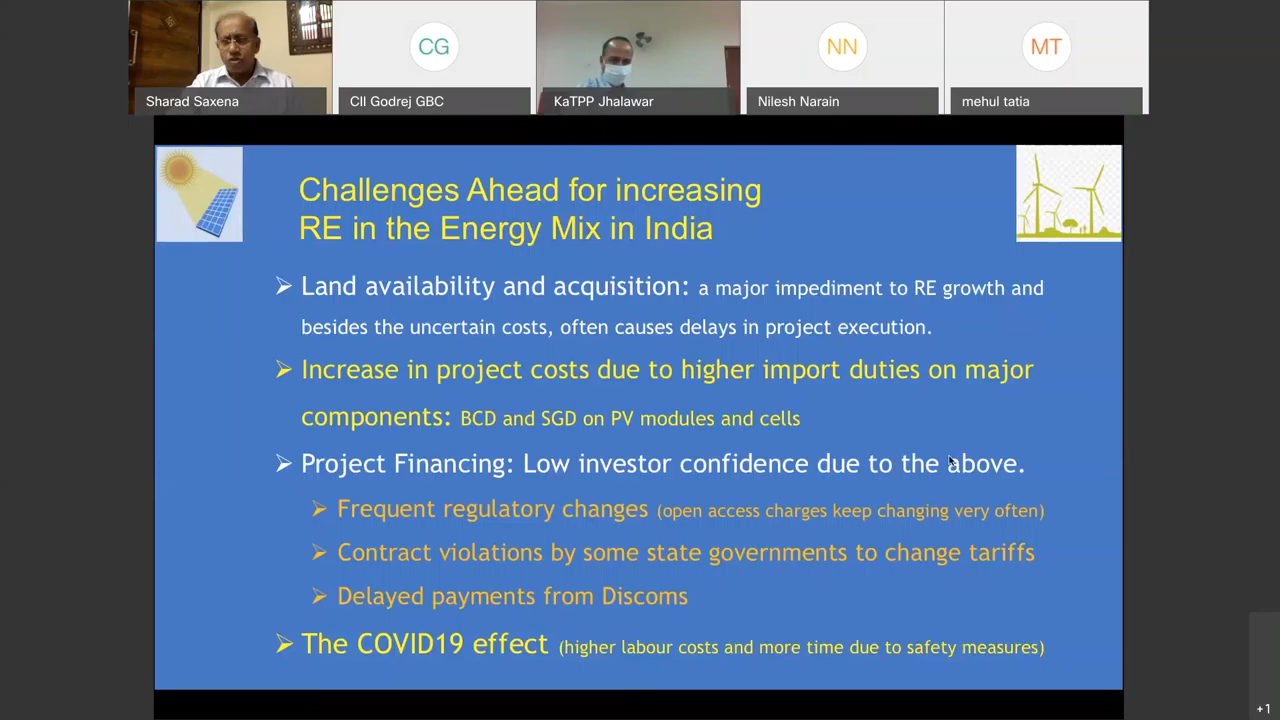 CG
NN
MT
Sharad Saxena
CII Godrej GBC
KaTPP Jhalawar
Nilesh Narain
mehul tatia
Challenges Ahead for increasing
RE in the Energy Mix in India
➢ Land availability and acquisition: a major impediment to RE growth and
besides the uncertain costs, often causes delays in project execution.
➢ Increase in project costs due to higher import duties on major
components: BCD and SGD on PV modules and cells
➢ Project Financing: Low investor confidence due to the above.
➢ Frequent regulatory changes (open access charges keep changing very often)
➢ Contract violations by some state governments to change tariffs
➢ Delayed payments from Discoms
➢ The COVID19 effect (higher labour costs and more time due to safety measures)
+1